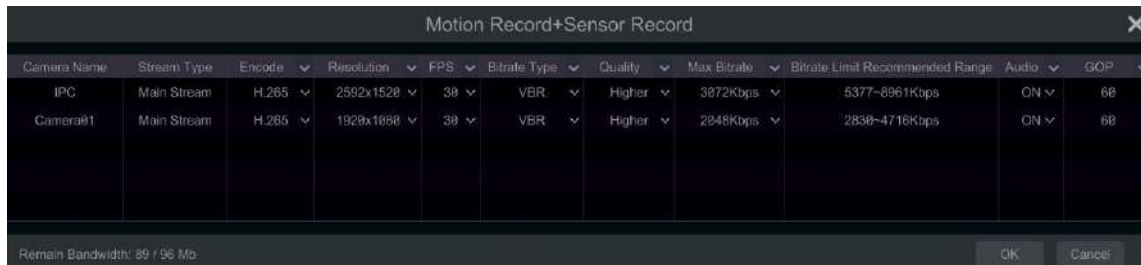 Motion Record+Sensor Record
Camera Name Stream Type Encode Resolution FPS Bitrate Type Quality Max Bitrate Bitrate Limit Recommended Range Audio GOP
IPC Main Stream H.265 2592x1520 30 VBR Higher 3072Kbps 5377~8961Kbps ON 60
Camera01 Main Stream H.265 1920x1080 30 VBR Higher 2048Kbps 2830~4716Kbps ON 60
Remain Bandwidth: 89 / 96 Mb
OK Cancel